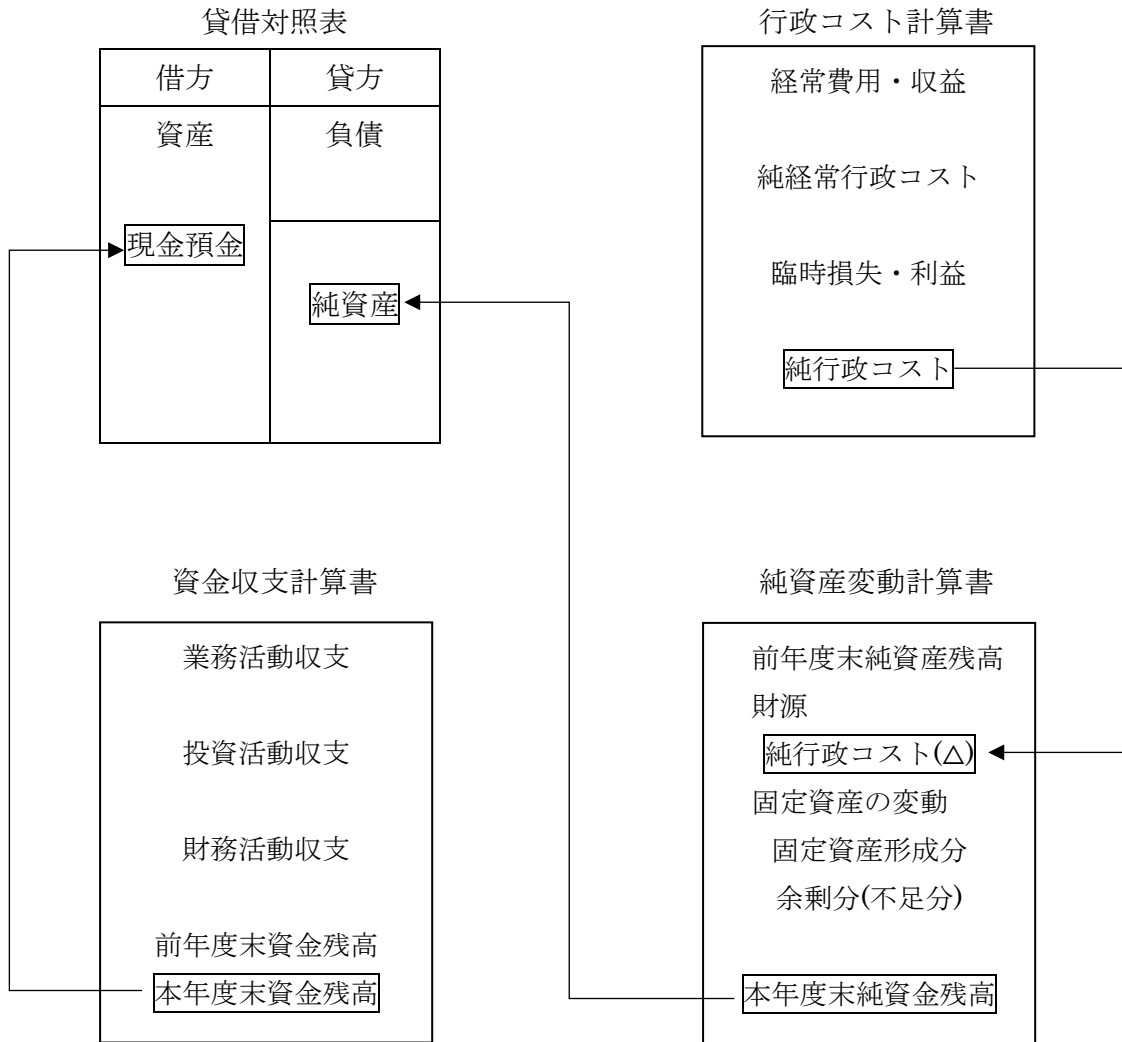 貸借対照表
借方
貸方
資産
負債
現金預金
純資産
行政コスト計算書
経常費用・収益
純経常行政コスト
臨時損失・利益
純行政コスト
資金収支計算書
業務活動収支
投資活動収支
財務活動収支
前年度末資金残高
本年度末資金残高
純資産変動計算書
前年度末純資産残高
財源
純行政コスト(△)
固定資産の変動
固定資産形成分
余剰分(不足分)
本年度末純資金残高